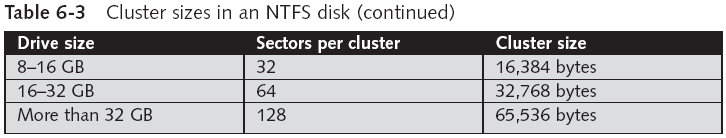 Table 6-3 Cluster sizes in an NTFS disk (continued)
Drive size Sectors per cluster Cluster size
8–16 GB 32 16,384 bytes
16–32 GB 64 32,768 bytes
More than 32 GB 128 65,536 bytes